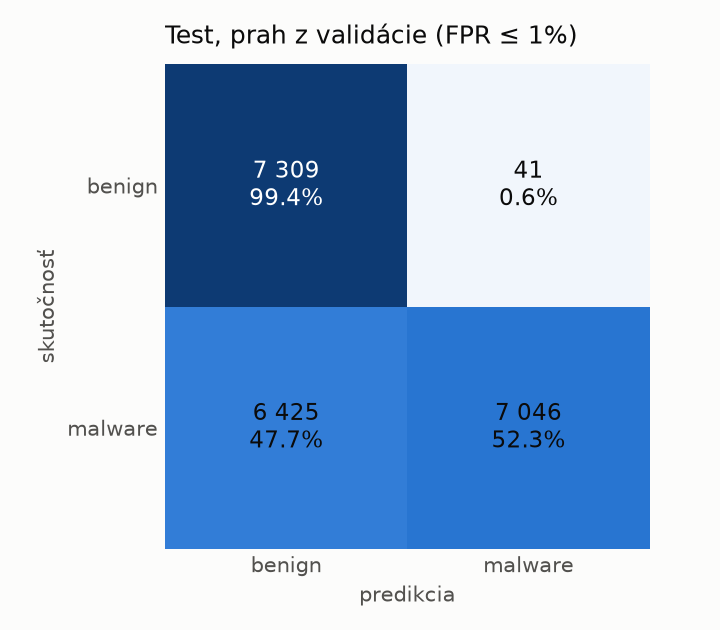 Test, prah z validácie (FPR ≤ 1%)
benign
7 309
99.4%
41
0.6%
skutočnosť
malware
6 425
47.7%
7 046
52.3%
benign
malware
predikcia